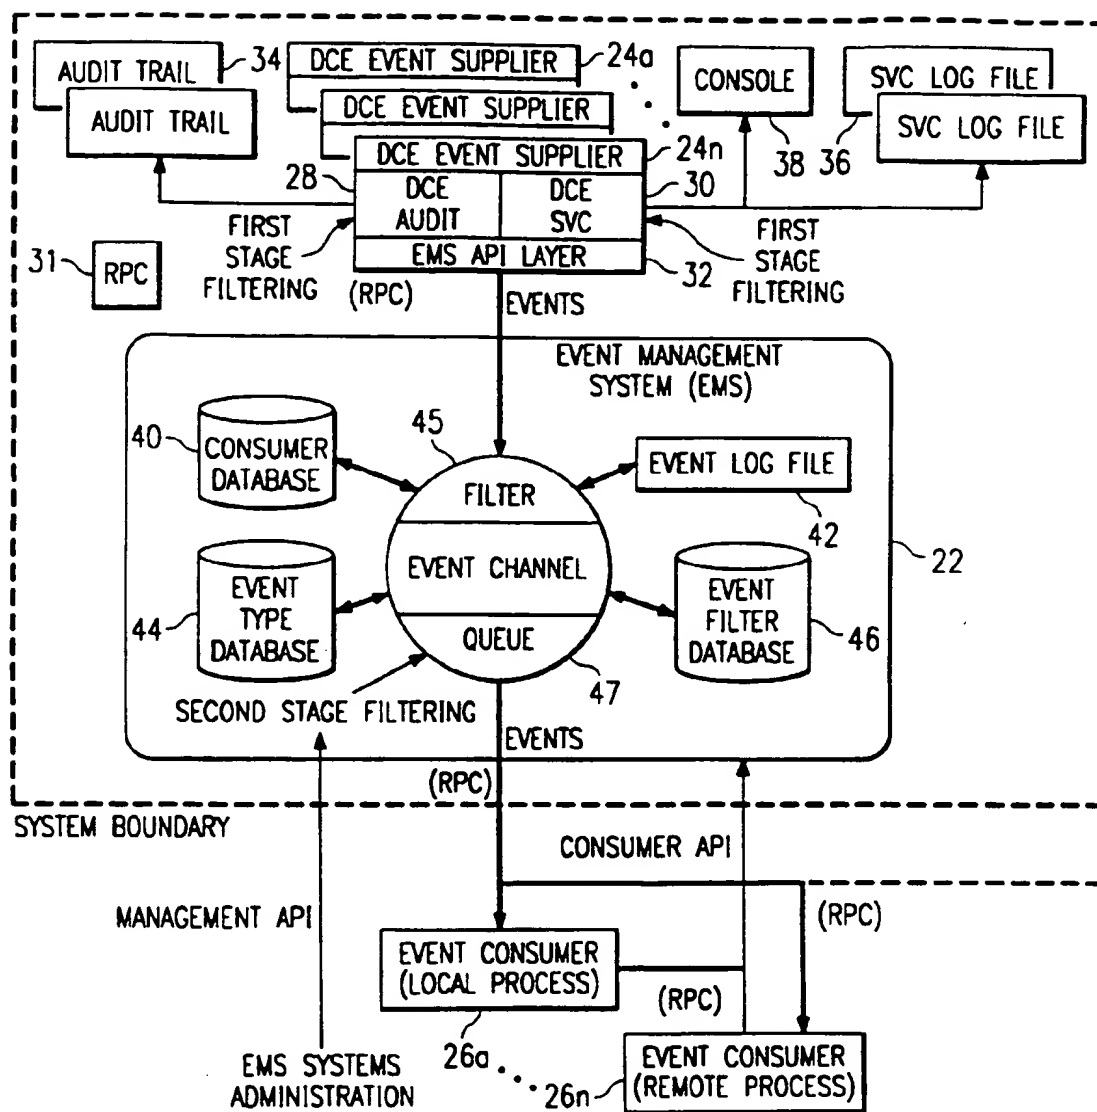 AUDIT TRAIL
AUDIT TRAIL
34
DCE EVENT SUPPLIER
DCE EVENT SUPPLIER
DCE EVENT SUPPLIER
24a
24n
CONSOLE
38
SVC LOG FILE
SVC LOG FILE
36
28
DCE
AUDIT
DCE
SVC
30
FIRST
STAGE
FILTERING
FIRST
STAGE
FILTERING
EMS API LAYER
32
31
RPC
(RPC)
EVENTS
EVENT MANAGEMENT
SYSTEM (EMS)
40
CONSUMER
DATABASE
45
FILTER
EVENT CHANNEL
QUEUE
47
EVENT LOG FILE
42
22
44
EVENT
TYPE
DATABASE
EVENT
FILTER
DATABASE
46
SECOND STAGE FILTERING
EVENTS
(RPC)
SYSTEM BOUNDARY
CONSUMER API
MANAGEMENT API
(RPC)
EVENT CONSUMER
(LOCAL PROCESS)
(RPC)
26a
26n
EVENT CONSUMER
(REMOTE PROCESS)
EMS SYSTEMS
ADMINISTRATION